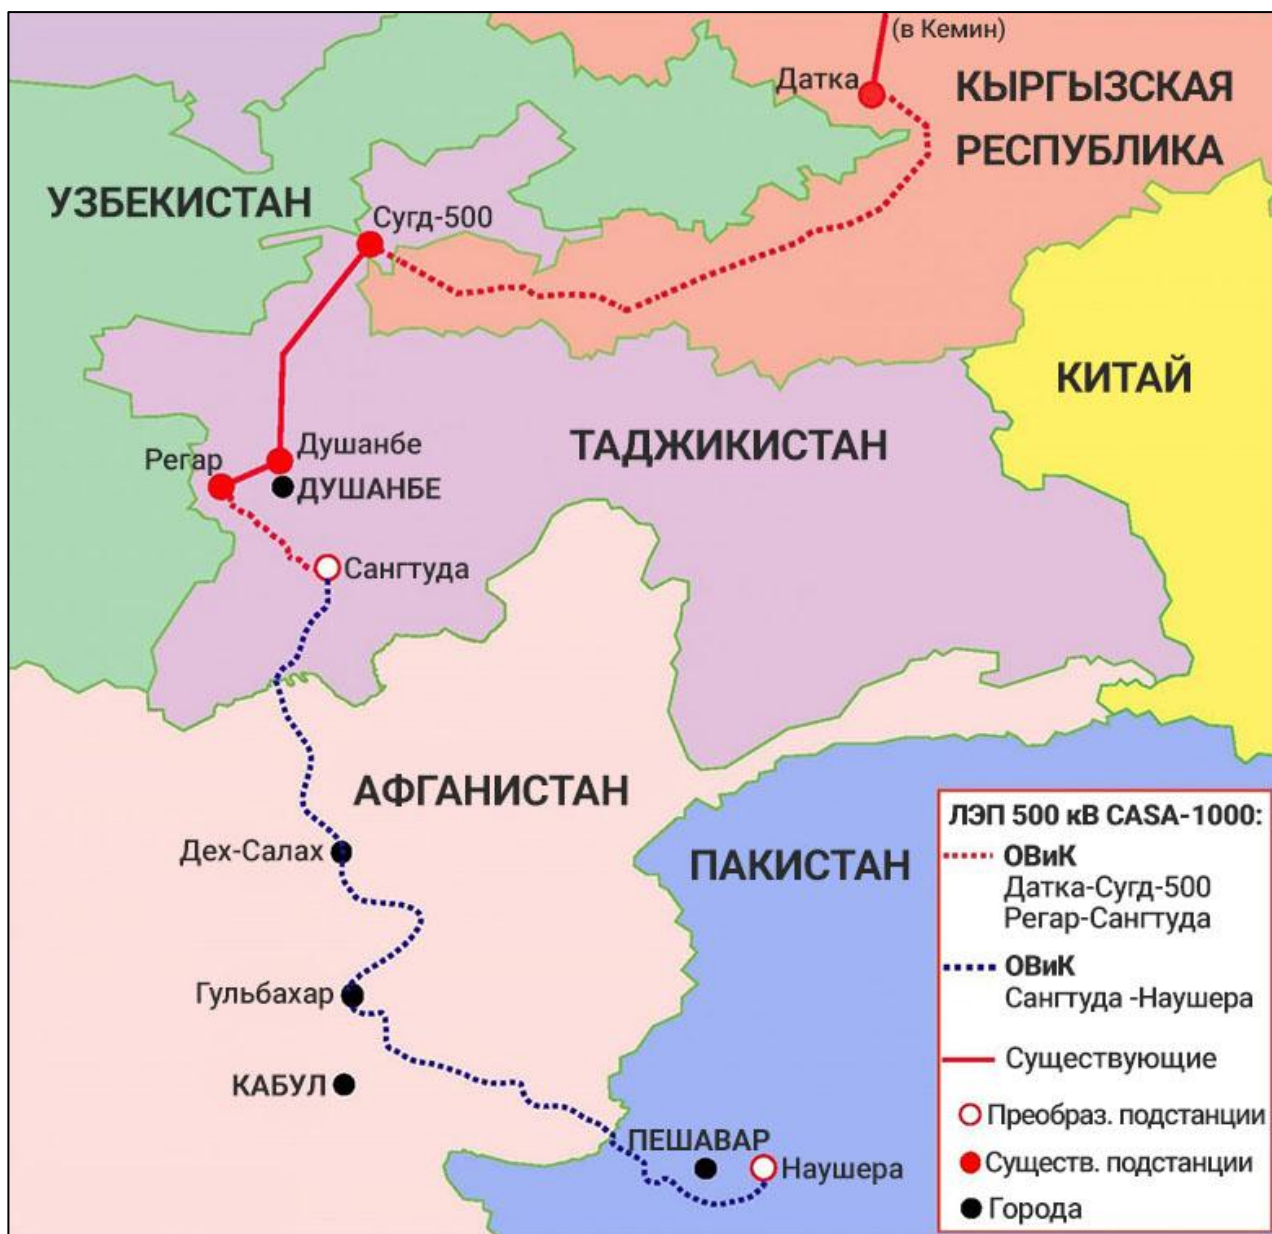 (в Кемин)
Датка
КЫРГЫЗСКАЯ
РЕСПУБЛИКА
УЗБЕКИСТАН
Сугд-500
КИТАЙ
ТАДЖИКИСТАН
Душанбе
Регар
ДУШАНБЕ
Сангтуда
АФГАНИСТАН
Дех-Салах
ПАКИСТАН
Гульбахар
КАБУЛ
ПЕШАВАР
Наушера
ЛЭП 500 кВ CASA-1000:
ОВиК
Датка-Сугд-500
Регар-Сангтуда
ОВиК
Сангтуда -Наушера
Существующие
Преобраз. подстанции
Существ. подстанции
Города